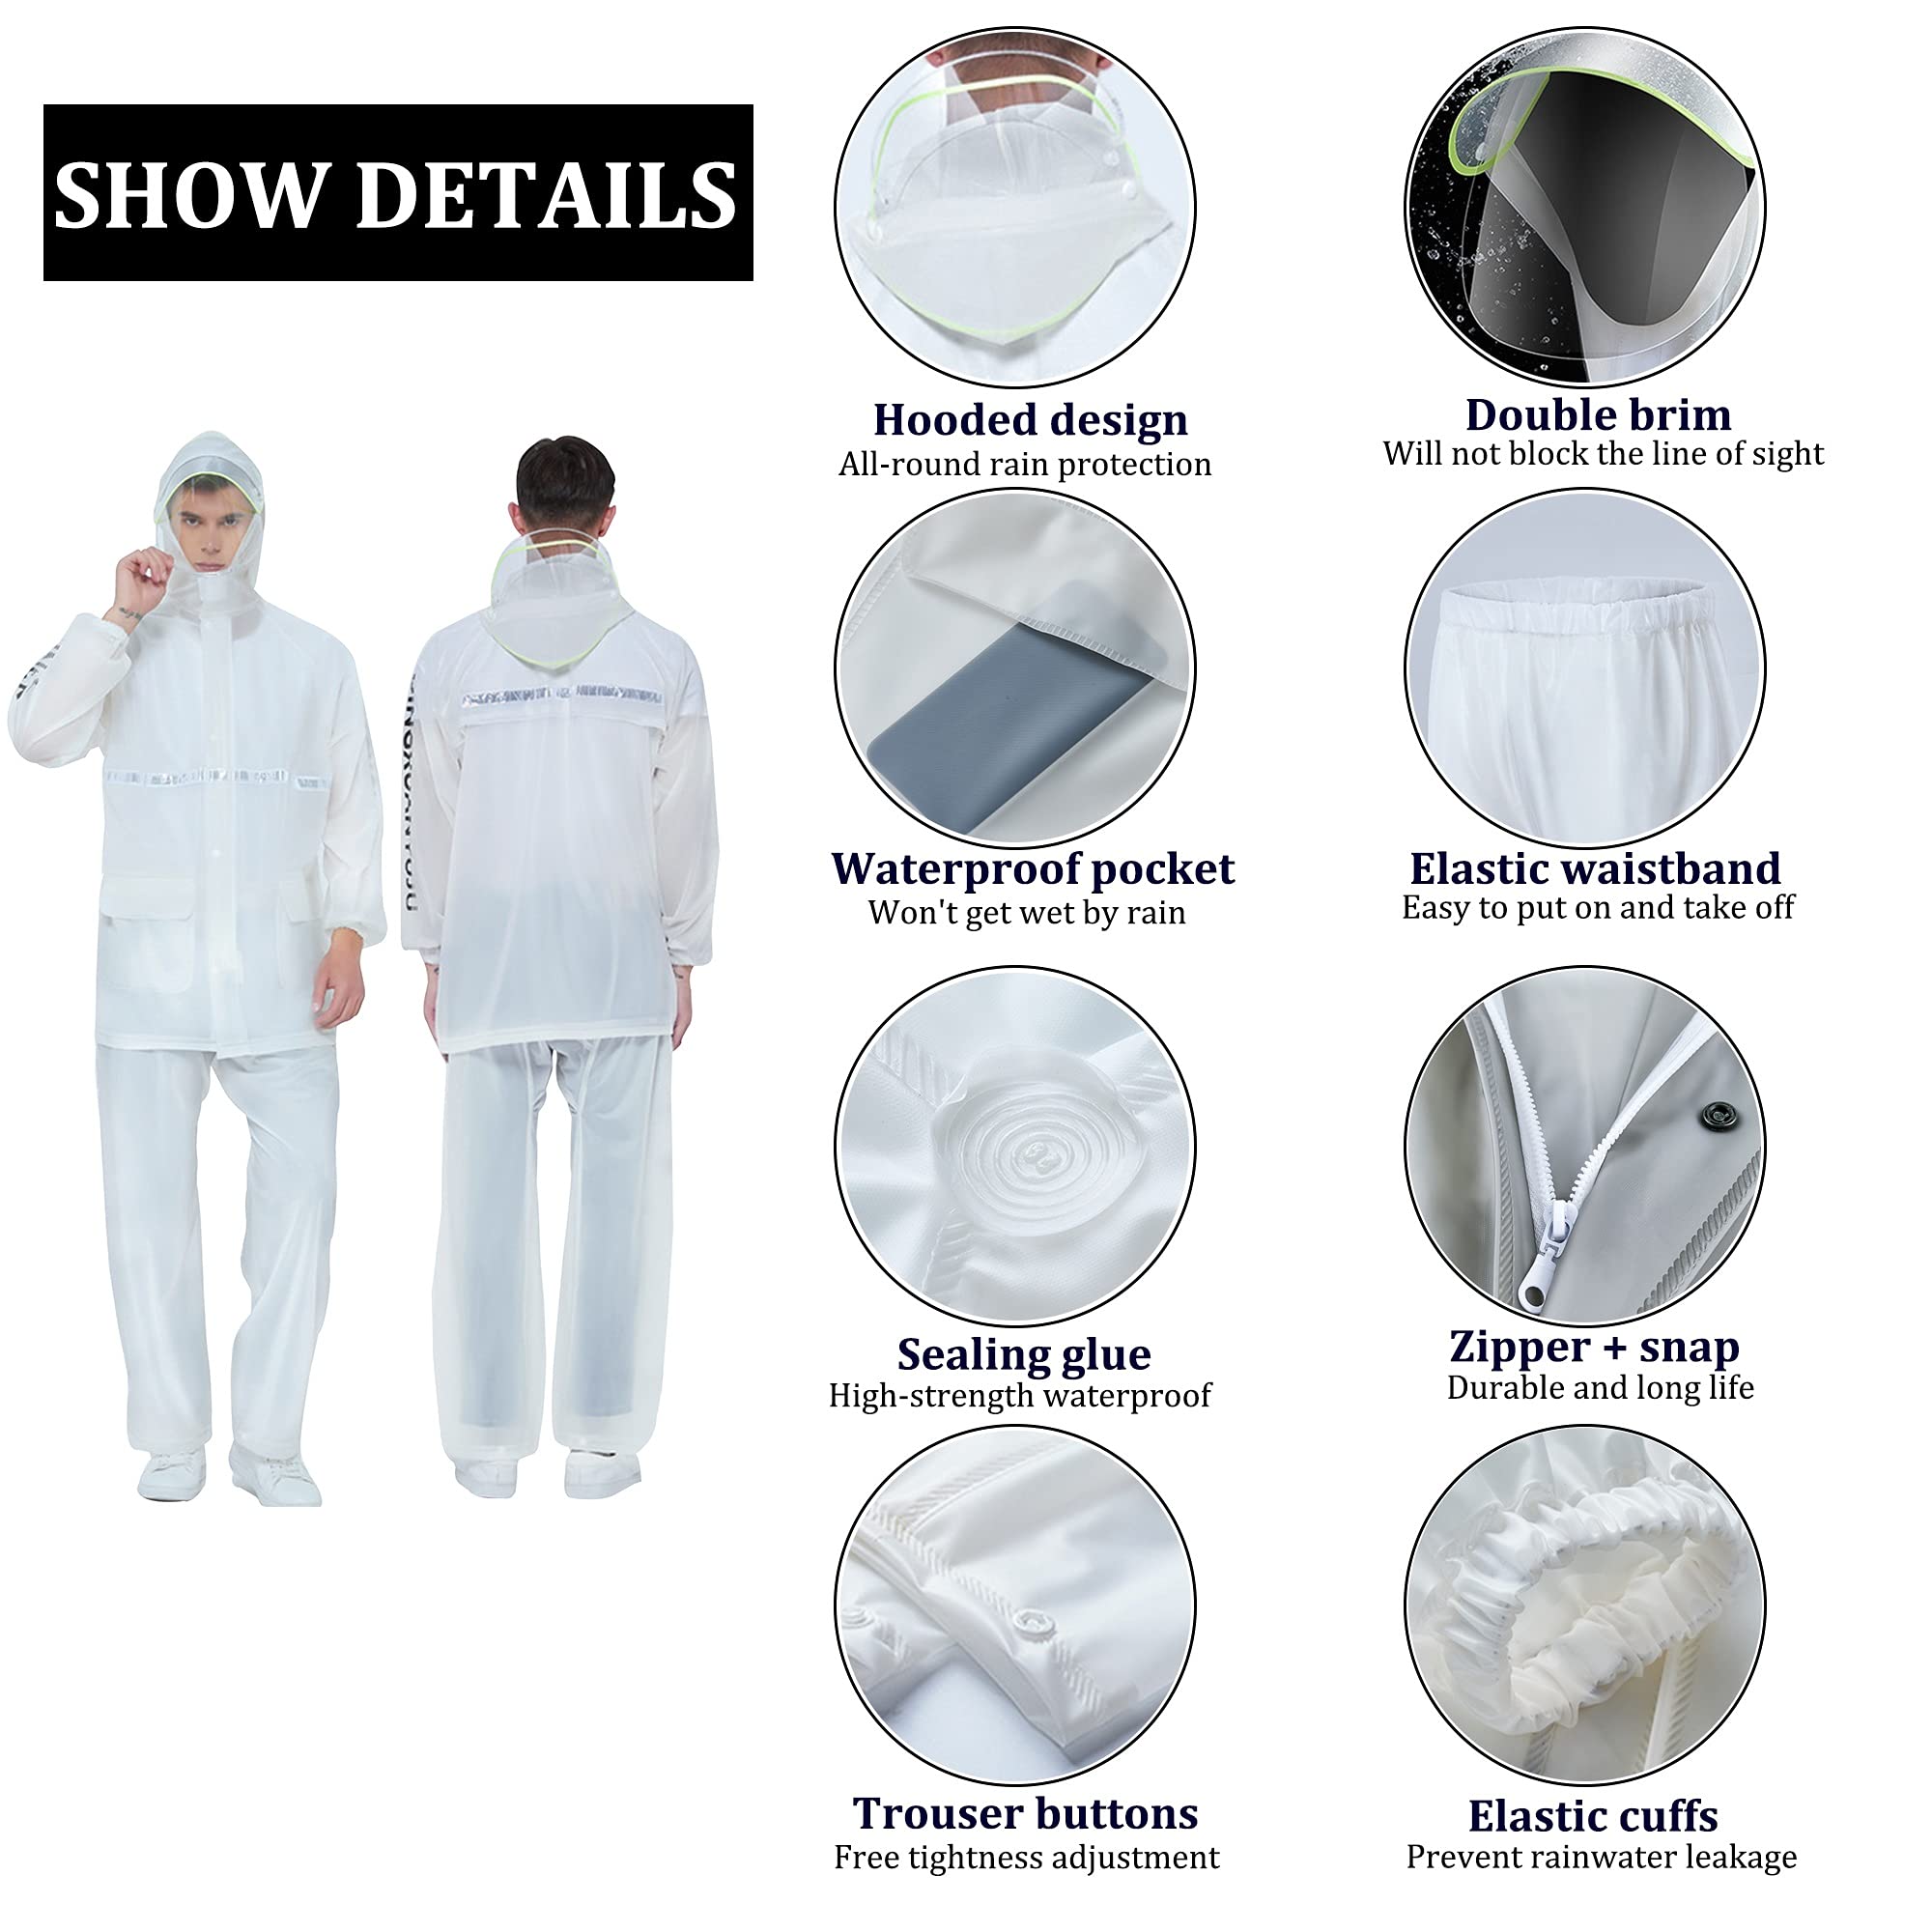 SHOW DETAILS
Hooded design
All-round rain protection
Double brim
Will not block the line of sight
Waterproof pocket
Won't get wet by rain
Elastic waistband
Easy to put on and take off
Sealing glue
High-strength waterproof
Zipper + snap
Durable and long life
Trouser buttons
Free tightness adjustment
Elastic cuffs
Prevent rainwater leakage